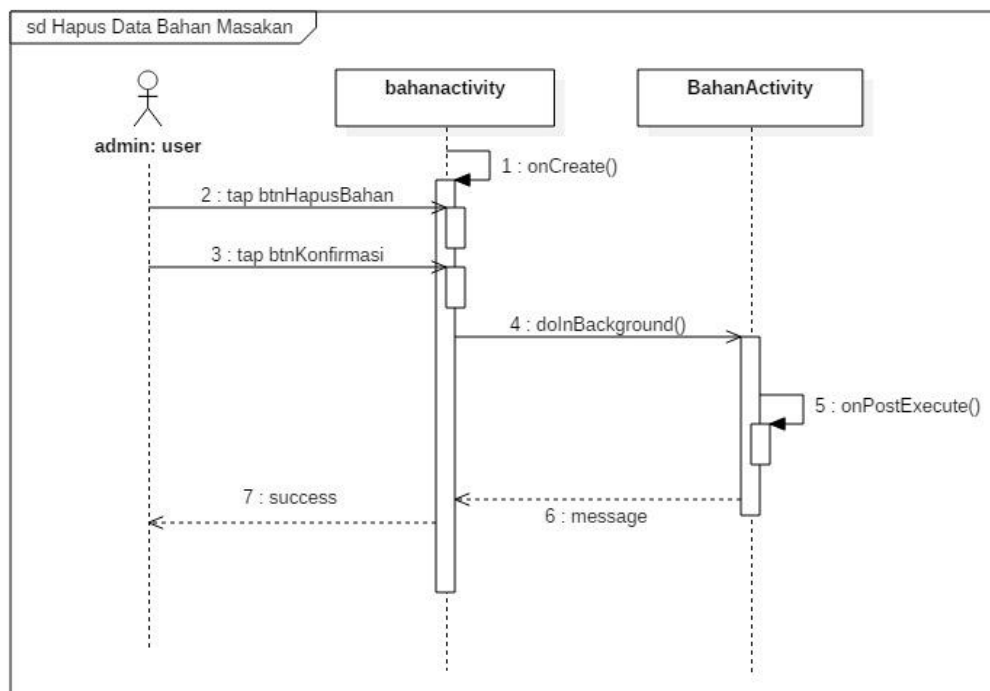 sd Hapus Data Bahan Masakan
admin: user
bahanactivity
BahanActivity
1 : onCreate()
2 : tap btnHapusBahan
3 : tap btnKonfirmasi
4 : doInBackground()
5 : onPostExecute()
6 : message
7 : success